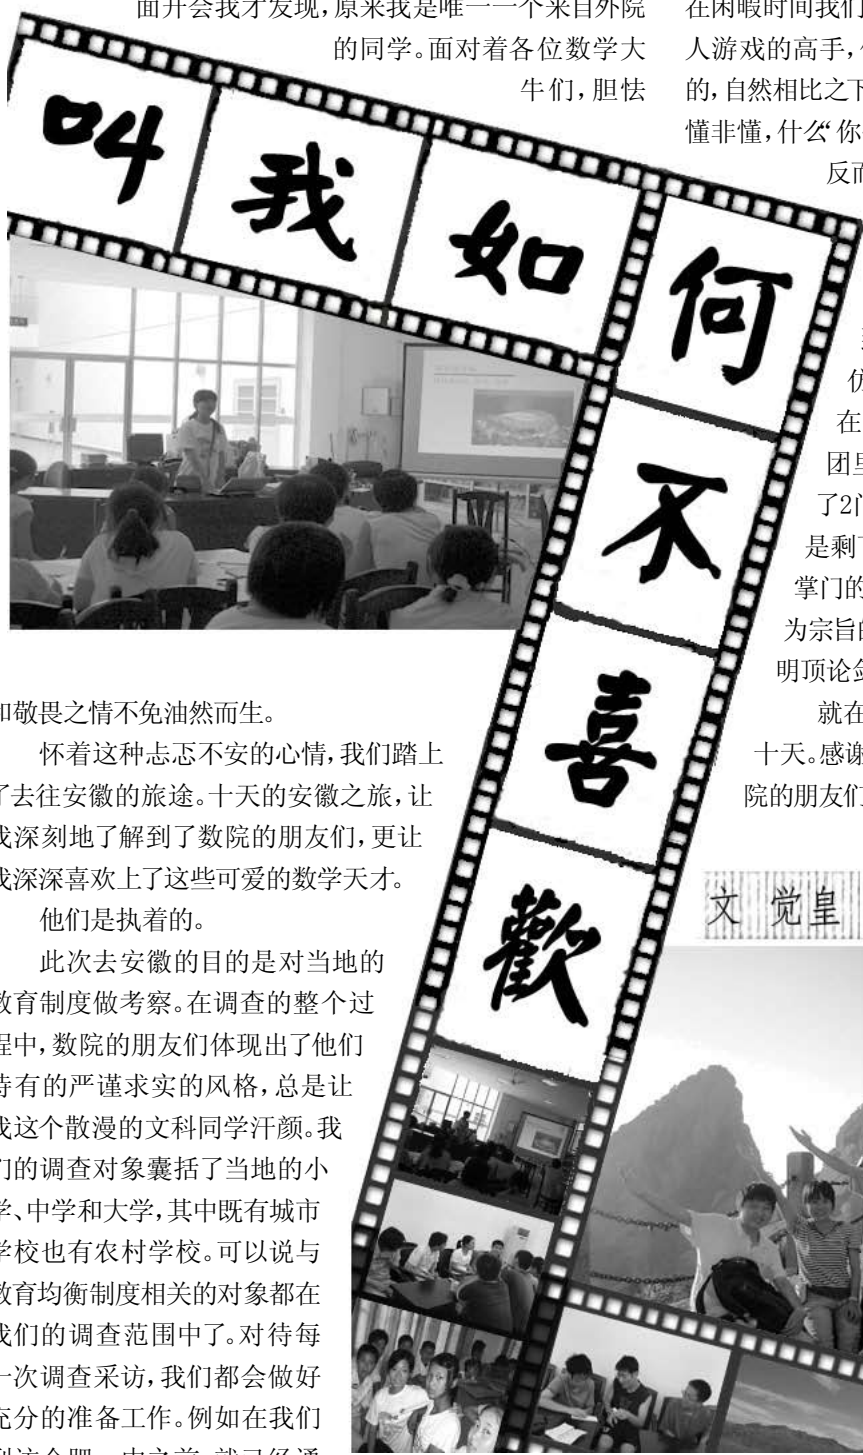 面开会我才发现，原来我是唯一一个来自外院
的同学。面对着各位数学大
牛们，胆怯
叫我如何不喜歡
和敬畏之情不免油然而生。
怀着这种忐忑不安的心情，我们踏上
了去往安徽的旅途。十天的安徽之旅，让
我深刻地了解到了数院的朋友们，更让
我深深喜欢上了这些可爱的数学天才。
他们是执着的。
此次去安徽的目的是对当地的
教育制度做考察。在调查的整个过
程中，数院的朋友们体现出了他们
特有的严谨求实的风格，总是让
我这个散漫的文科同学汗颜。我
们的调查对象囊括了当地的小
学、中学和大学，其中既有城市
学校也有农村学校。可以说与
教育均衡制度相关的对象都在
我们的调查范围中了。对待每
一次调查采访，我们都会做好
充分的准备工作。例如在我们
在闲暇时间我们
人游戏的高手，
的，自然相比之下
懂非懂，什么“你
反而
在
团里
了2门
是剩下
掌门的
为宗旨的
明顶论剑
就在
十天。感谢
院的朋友们
文 觉皇